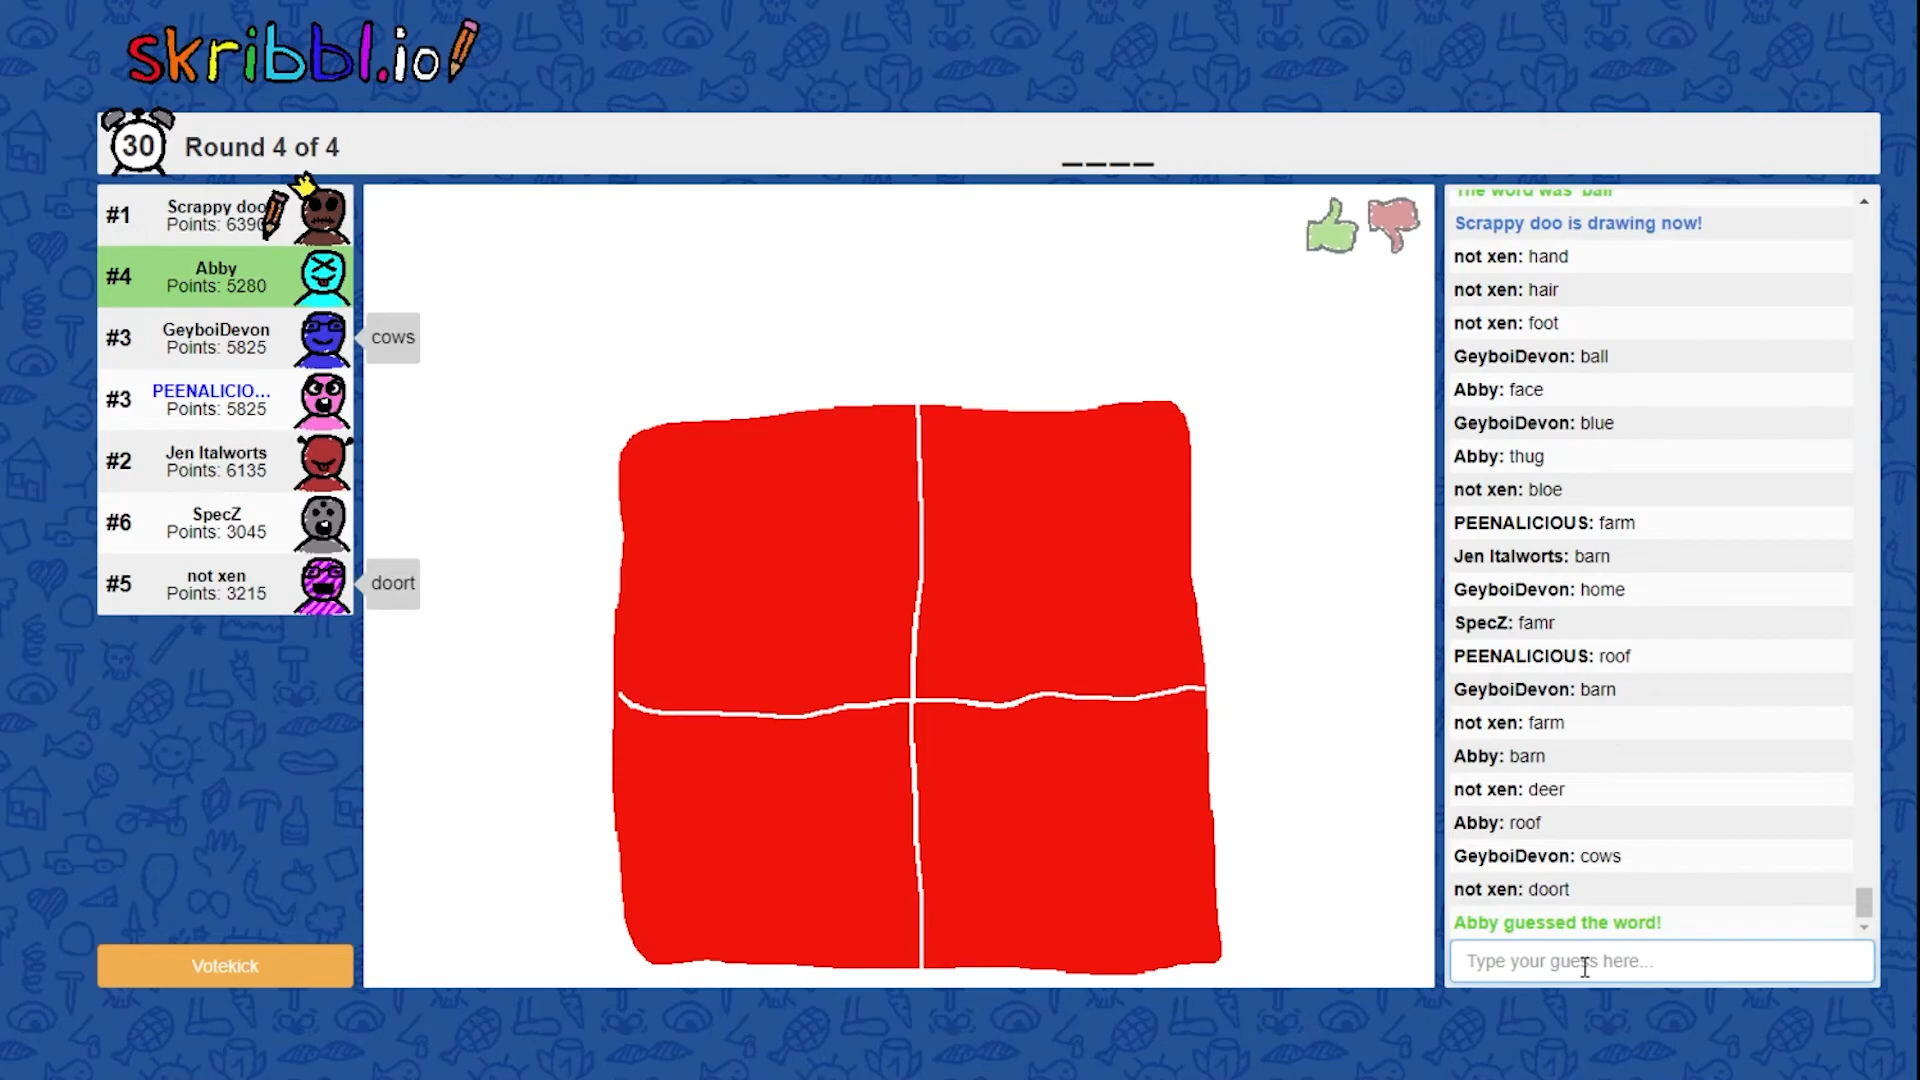 skribbl.io
30
Round 4 of 4
____
#1 Scrappy doo
Points: 6390
#4 Abby
Points: 5280
#3 GeyboiDevon
Points: 5825
cows
#3 PEENALICIO...
Points: 5825
#2 Jen Italworts
Points: 6135
#6 SpecZ
Points: 3045
#5 not xen
Points: 3215
doort
Votekick
The word was 'ball'
Scrappy doo is drawing now!
not xen: hand
not xen: hair
not xen: foot
GeyboiDevon: ball
Abby: face
GeyboiDevon: blue
Abby: thug
not xen: bloe
PEENALICIOUS: farm
Jen Italworts: barn
GeyboiDevon: home
SpecZ: famr
PEENALICIOUS: roof
GeyboiDevon: barn
not xen: farm
Abby: barn
not xen: deer
Abby: roof
GeyboiDevon: cows
not xen: doort
Abby guessed the word!
Type your guess here...